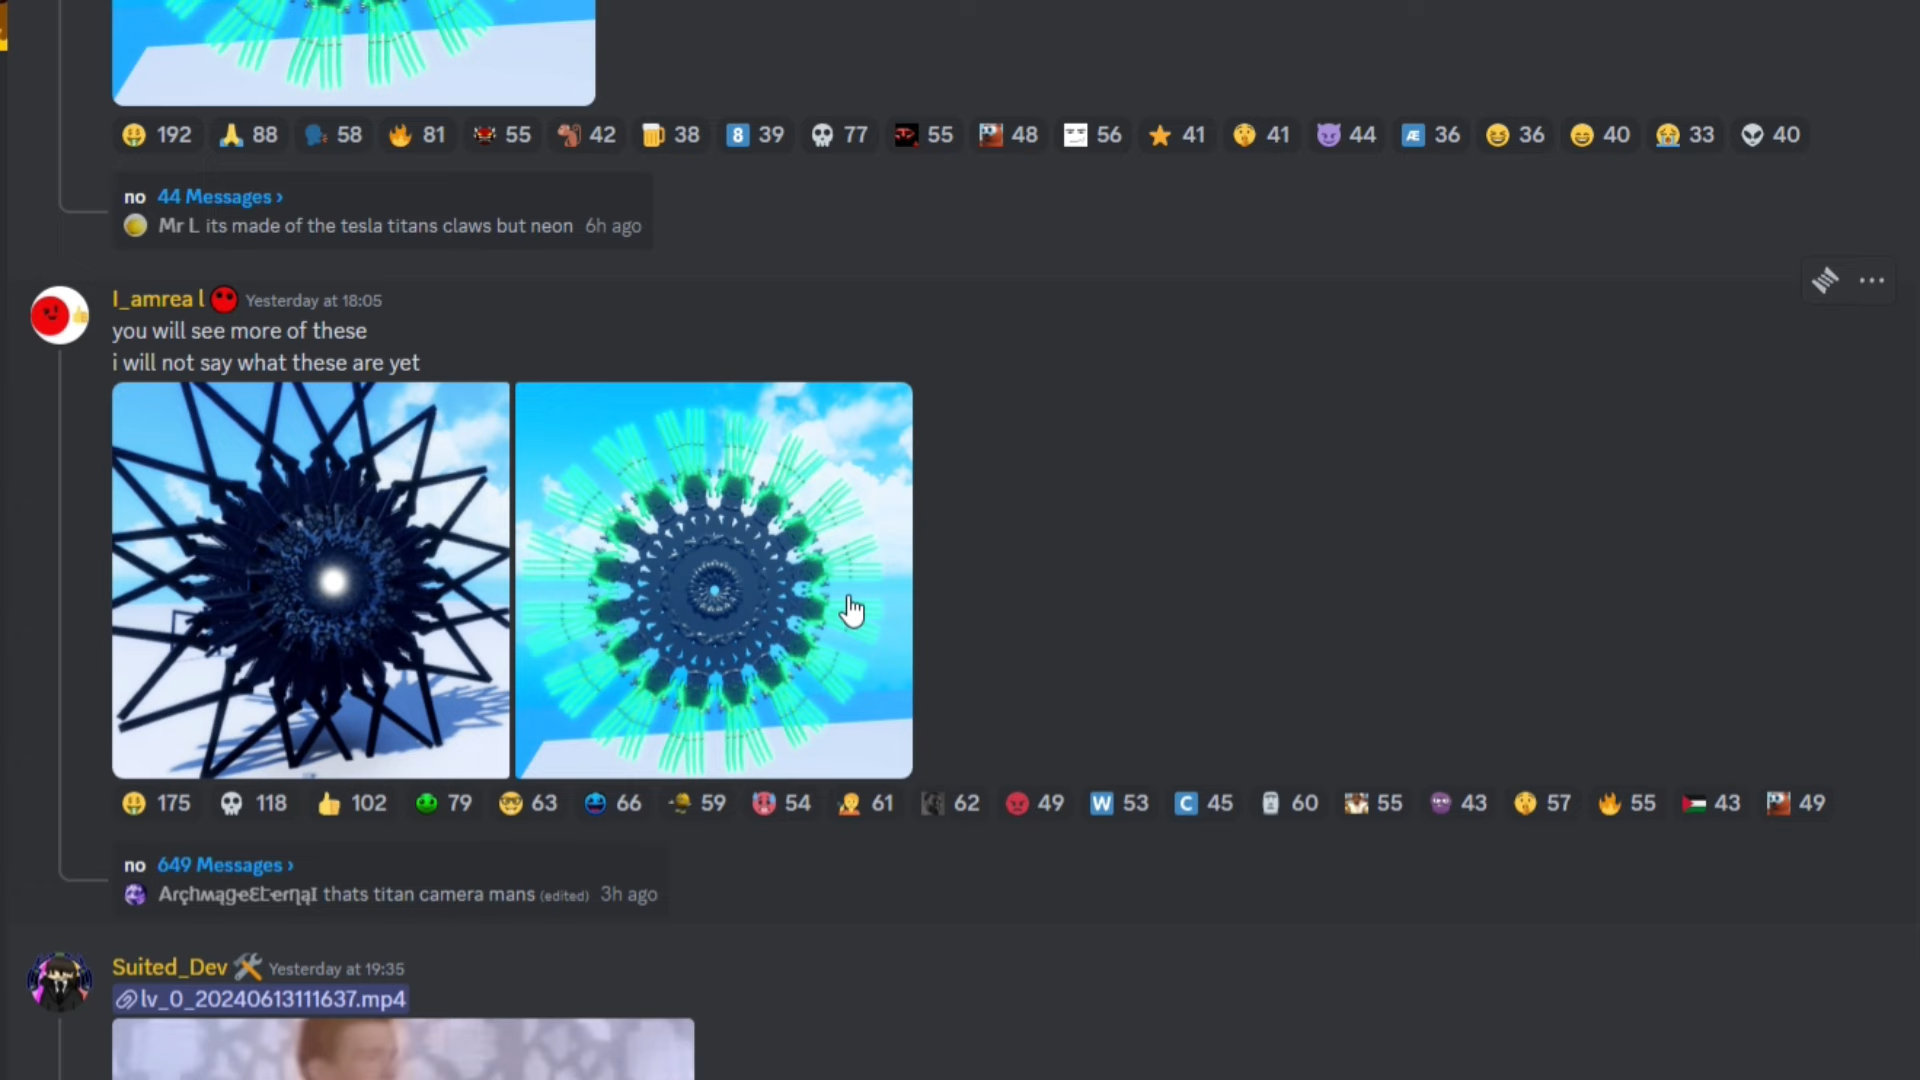 192 88 58 81 55 42 38 8 39 77 55 48 56 41 41 44 Æ 36 36 40 33 40
no 44 Messages ›
Mr L its made of the tesla titans claws but neon 6h ago
I_amrea l Yesterday at 18:05
you will see more of these
i will not say what these are yet
175 118 102 79 63 66 59 54 61 62 49 W 53 C 45 60 55 43 57 55 43 49
no 649 Messages ›
thats titan camera mans (edited) 3h ago
Suited_Dev Yesterday at 19:35
lv_0_20240613111637.mp4